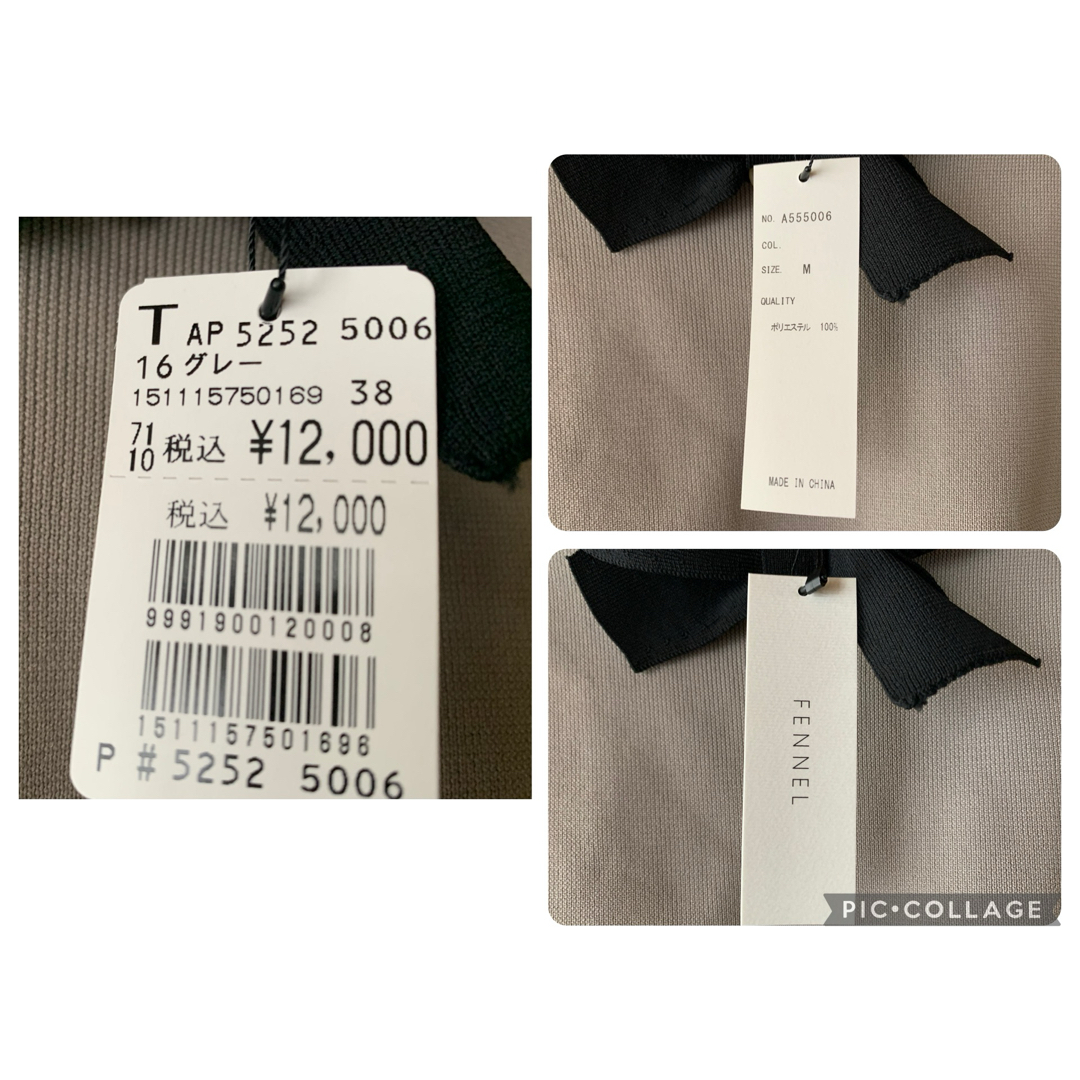 T AP 5252 5006
16 グレー
151115750169 38
71
10 税込 ¥12,000
税込 ¥12,000
9991900120008
1511157501696
P # 5252 5006
NO. A555006
COL.
SIZE. M
QUALITY
ポリエステル 100%
MADE IN CHINA
FENNEL
PIC•COLLAGE